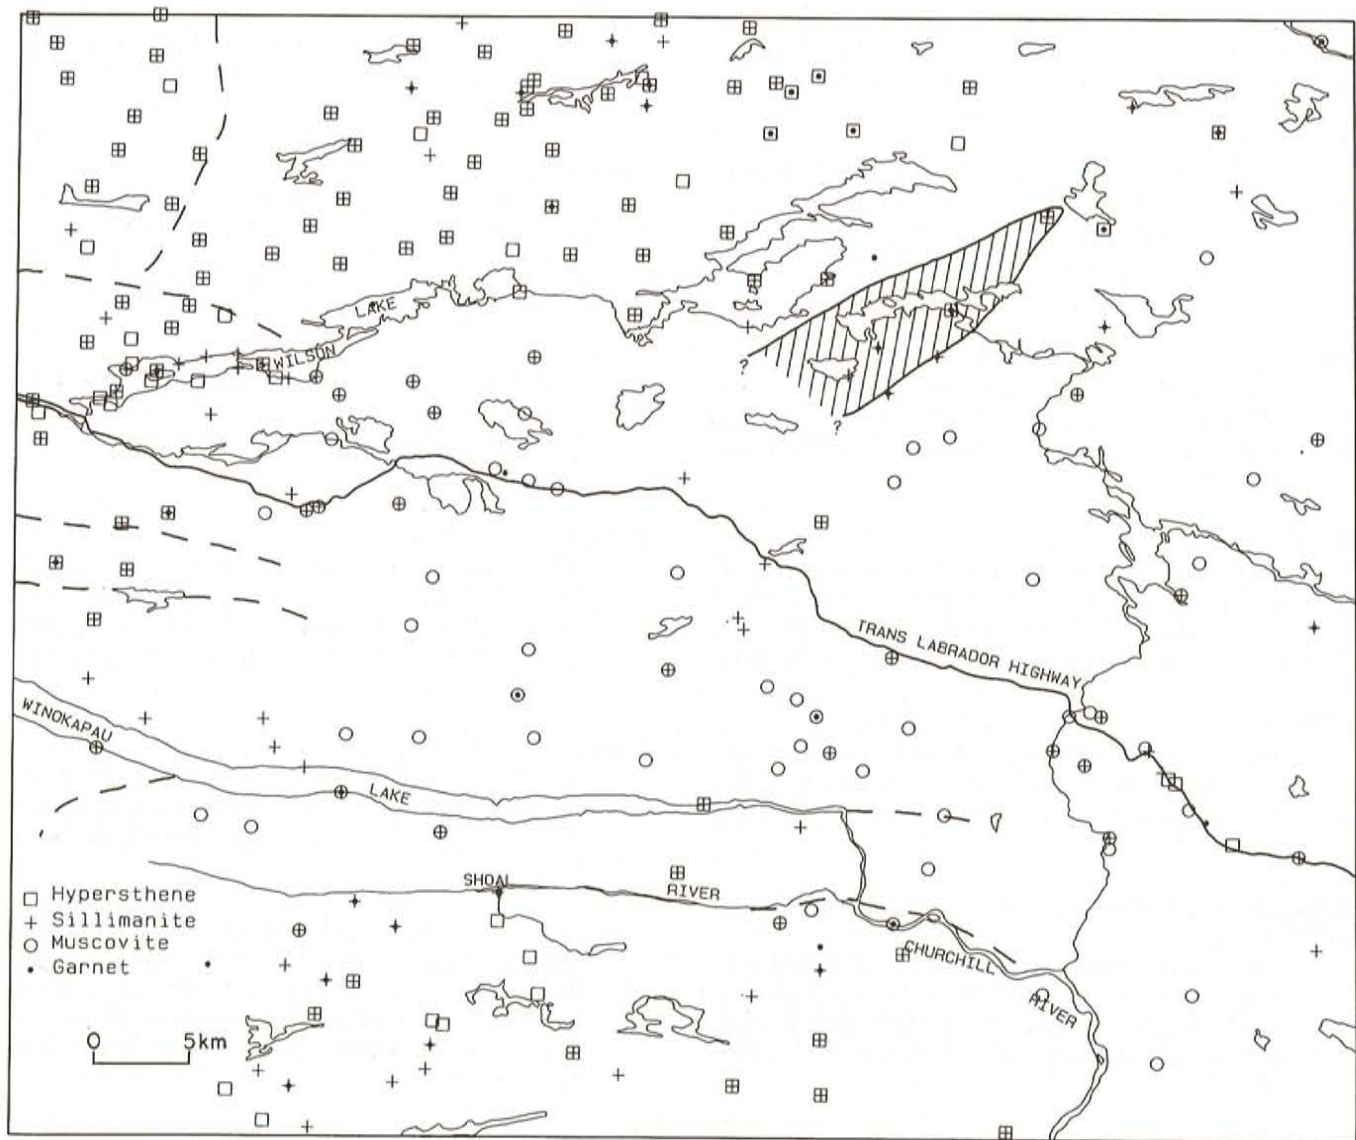 LAKE
WILSON
?
?
TRANS LABRADOR HIGHWAY
WINOKAPAU
LAKE
SHOAL
RIVER
CHURCHILL
RIVER
Hypersthene
Sillimanite
Muscovite
Garnet
0 5km